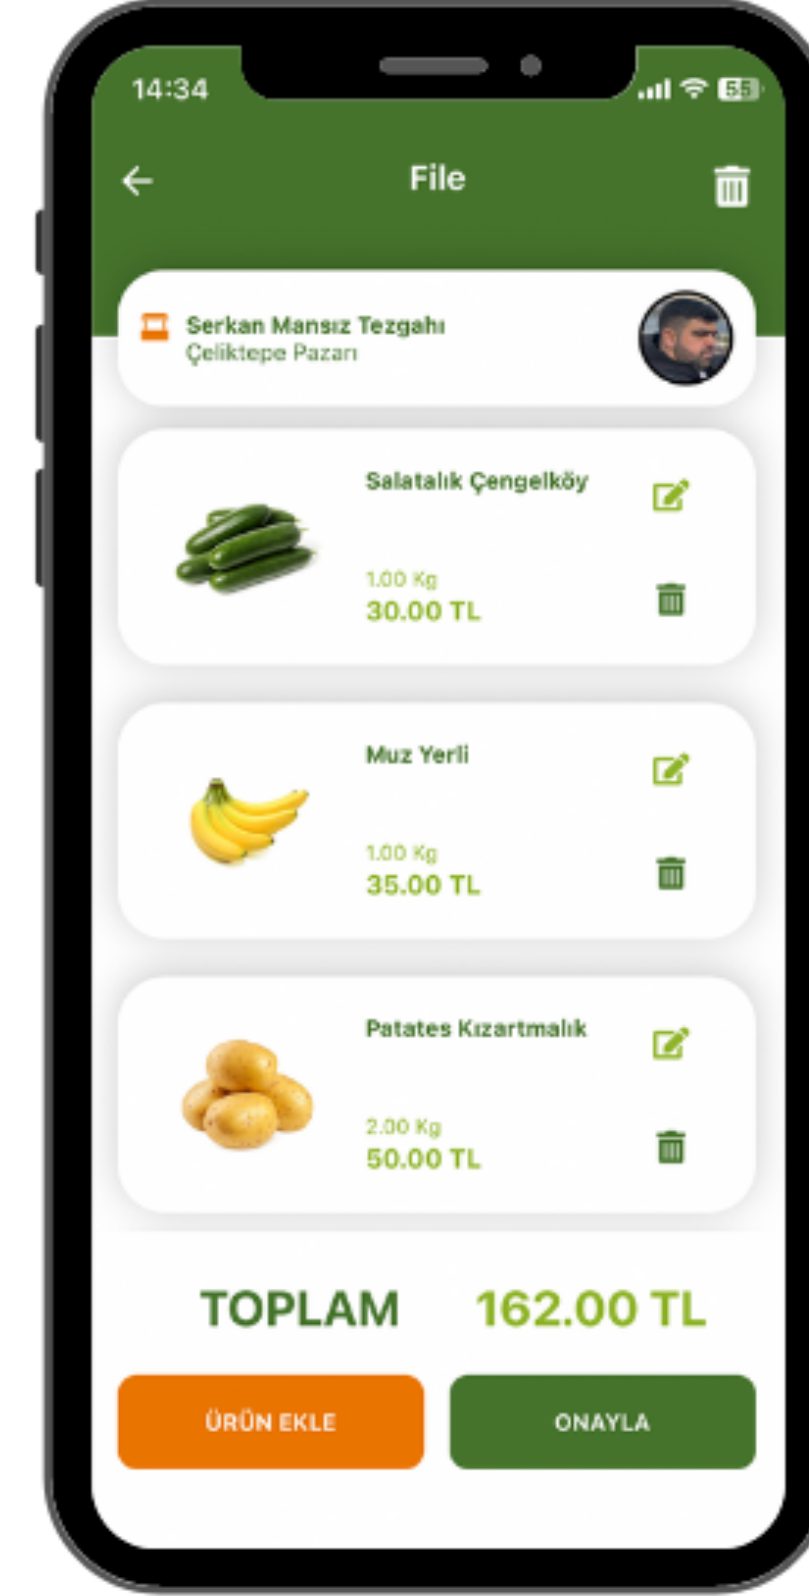 14:34
55
File
Serkan Mansız Tezgahı
Çeliktepe Pazarı
Salatalık Çengelköy
1.00 Kg
30.00 TL
Muz Yerli
1.00 Kg
35.00 TL
Patates Kızartmalık
2.00 Kg
50.00 TL
TOPLAM 162.00 TL
ÜRÜN EKLE ONAYLA